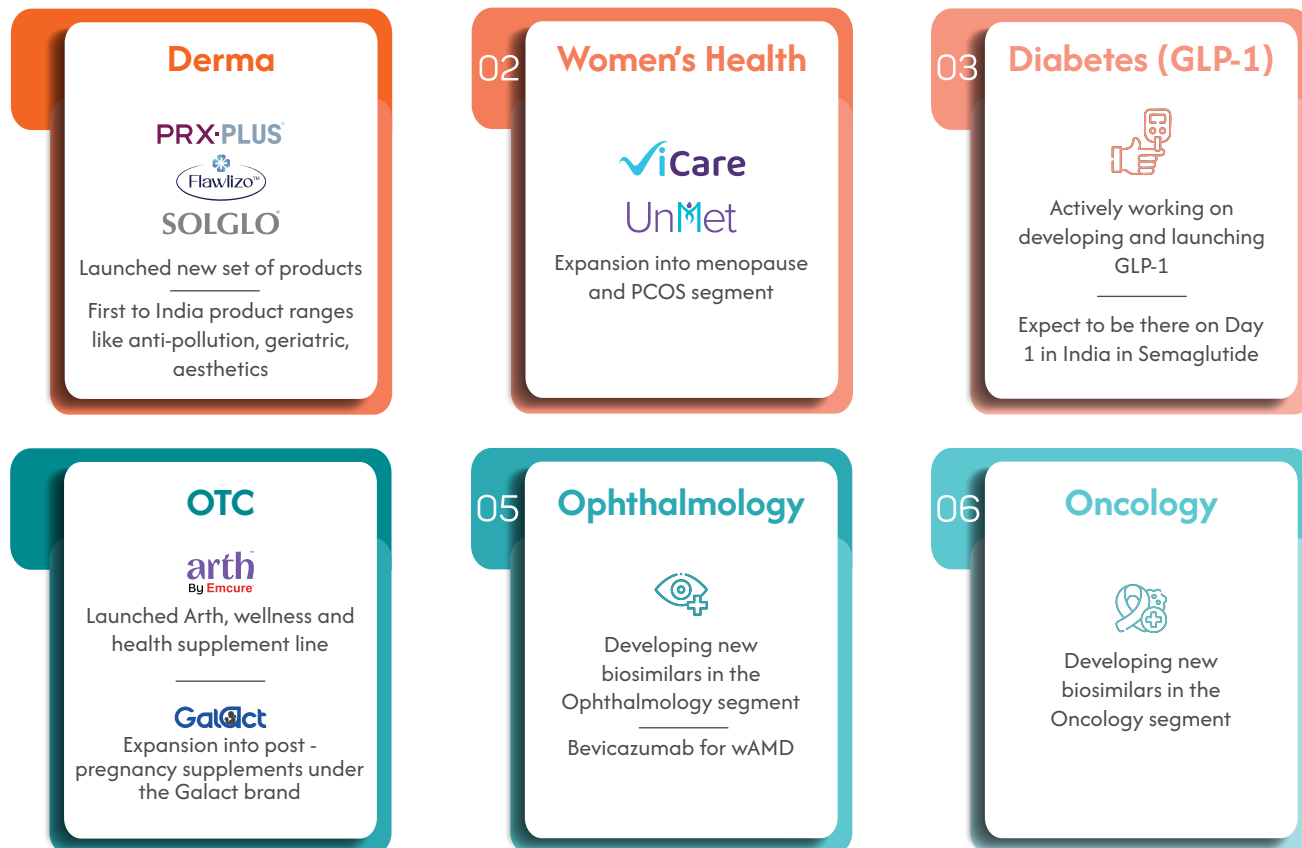 Derma
PRX·PLUS®
Flawlizo™
SOLGLO®
Launched new set of products
First to India product ranges
like anti-pollution, geriatric,
aesthetics
02
Women's Health
ViCare
UnMet
Expansion into menopause
and PCOS segment
03
Diabetes (GLP-1)
Actively working on
developing and launching
GLP-1
Expect to be there on Day
1 in India in Semaglutide
OTC
arth™
By Emcure®
Launched Arth, wellness and
health supplement line
Galact
Expansion into post -
pregnancy supplements under
the Galact brand
05
Ophthalmology
Developing new
biosimilars in the
Ophthalmology segment
Bevicazumab for wAMD
06
Oncology
Developing new
biosimilars in the
Oncology segment